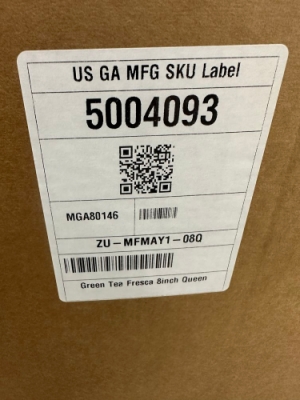 US GA MFG SKU Label
5004093
MGA80146
ZU-MFMAY1-08Q
Green Tea Fresca 8inch Queen